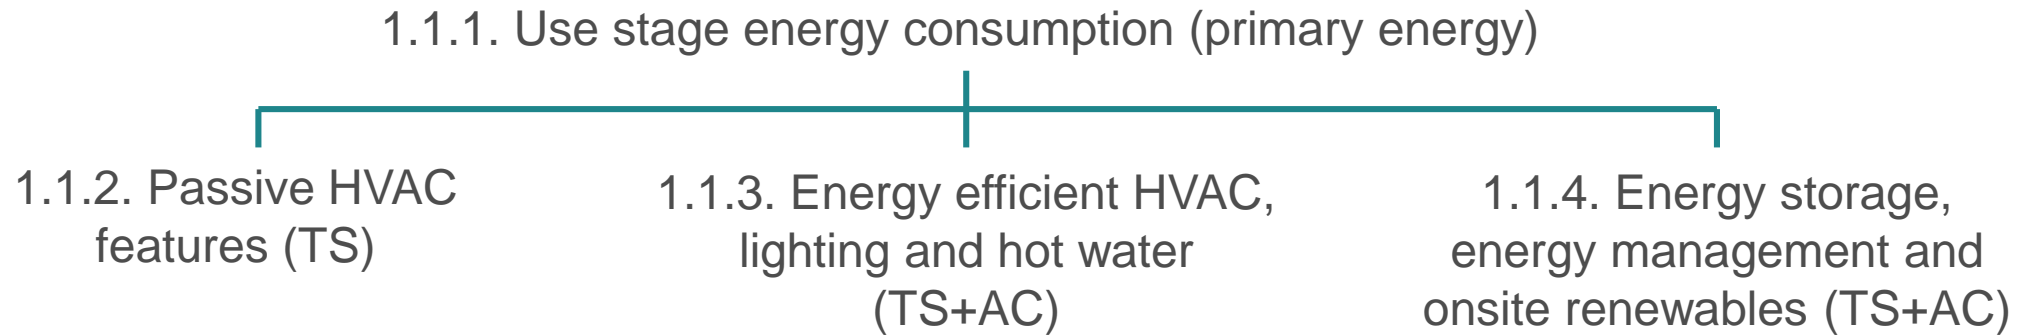 1.1.1. Use stage energy consumption (primary energy)
1.1.2. Passive HVAC
features (TS)
1.1.3. Energy efficient HVAC,
lighting and hot water
(TS+AC)
1.1.4. Energy storage,
energy management and
onsite renewables (TS+AC)